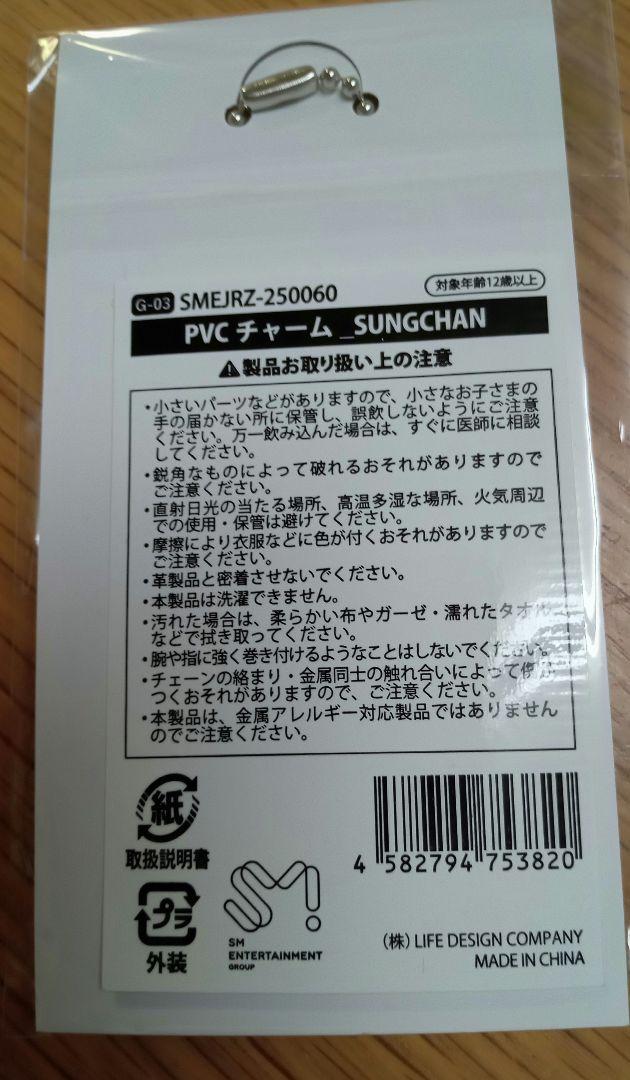 G-03 SMEJRZ-250060
対象年齢12歳以上
PVC チャーム _SUNGCHAN
⚠製品お取り扱い上の注意
・小さいパーツなどがありますので、小さなお子さまの
手の届かない所に保管し、誤飲しないようにご注意
ください。万一飲み込んだ場合は、すぐに医師に相談
してください。
・鋭角なものによって破れるおそれがありますので
ご注意ください。
・直射日光の当たる場所、高温多湿な場所、火気周辺
での使用・保管は避けてください。
・摩擦により衣服などに色が付くおそれがありますので
ご注意ください。
・革製品と密着させないでください。
・本製品は洗濯できません。
・汚れた場合は、柔らかい布やガーゼ・濡れたタオル
などで拭き取ってください。
・腕や指に強く巻き付けるようなことはしないでください。
・チェーンの絡まり・金属同士の触れ合いによって傷が
つくおそれがありますので、ご注意ください。
・本製品は、金属アレルギー対応製品ではありません
のでご注意ください。
紙
取扱説明書
プラ
外装
SM
SM
ENTERTAINMENT
GROUP
4 582794 753820
(株) LIFE DESIGN COMPANY
MADE IN CHINA